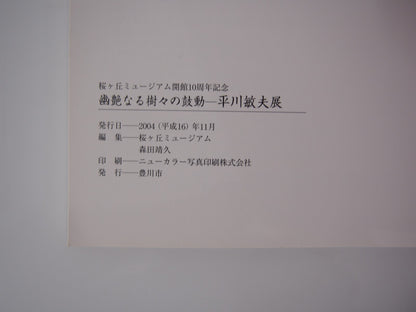 桜ヶ丘ミュージアム開館10周年記念
幽艶なる樹々の鼓動—平川敏夫展
発行日——2004（平成16）年11月
編　集——桜ヶ丘ミュージアム
森田靖久
印　刷——ニューカラー写真印刷株式会社
発　行——豊川市